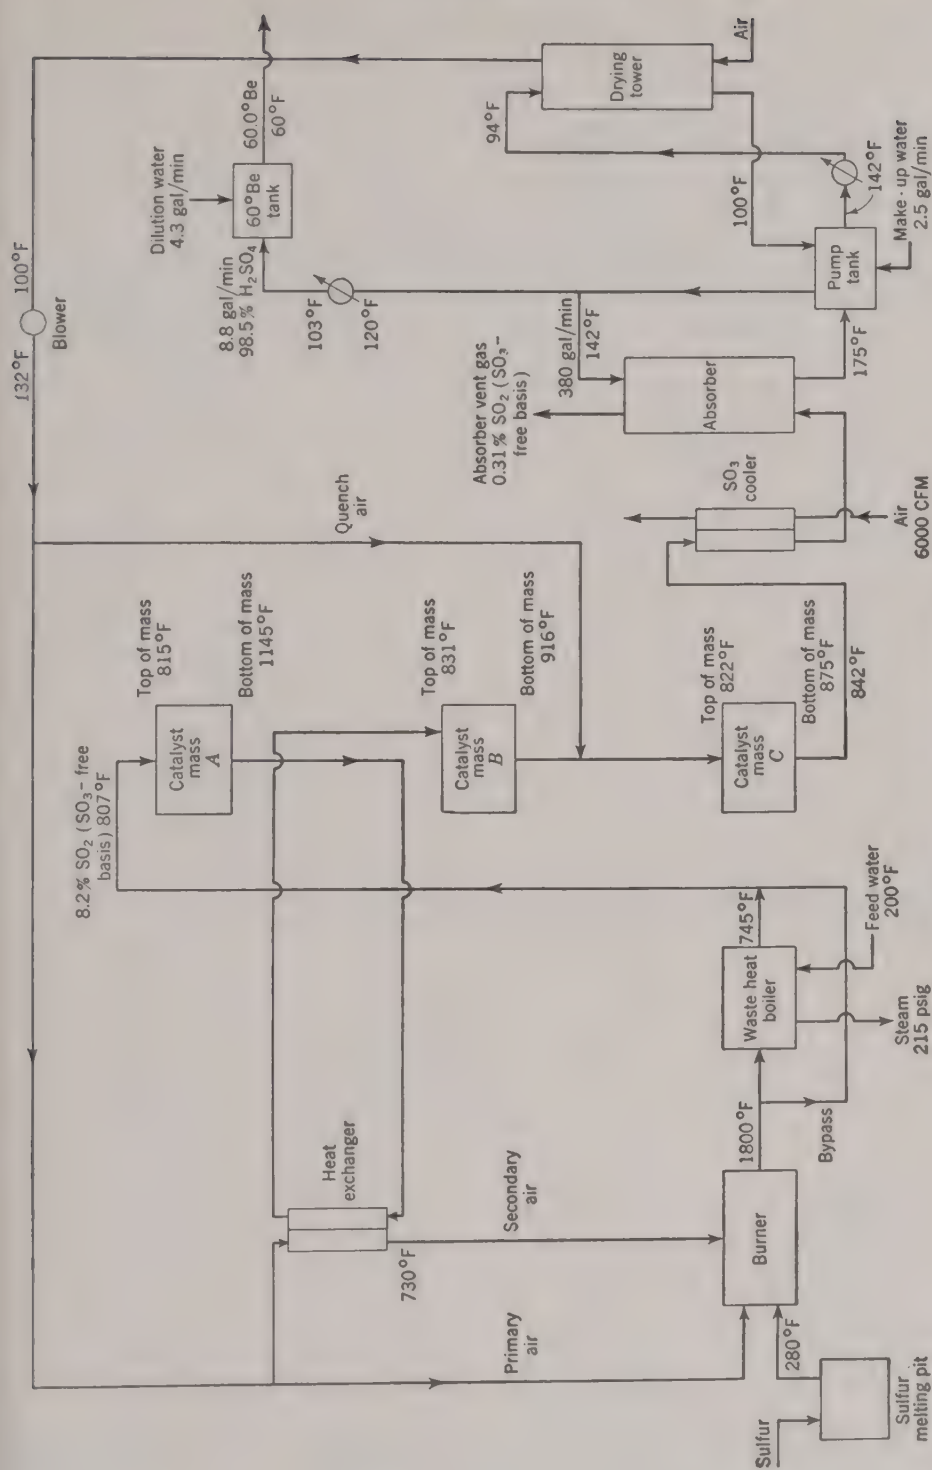 132°F
100°F
Blower
Dilution water
4.3 gal/min
60°Be
tank
60.0°Be
60°F
8.8 gal/min
98.5% H₂SO₄
103°F
120°F
Drying
tower
Air
94°F
100°F
142°F
Make-up water
2.5 gal/min
Pump
tank
380 gal/min
142°F
Absorber vent gas
0.31% SO₂ (SO₃-
free basis)
Absorber
175°F
SO₃
cooler
Air
6000 CFM
Quench
air
8.2% SO₂ (SO₃-free
basis) 807°F
Top of mass
815°F
Catalyst
mass
A
Bottom of mass
1145°F
Top of mass
831°F
Catalyst
mass
B
Bottom of mass
916°F
Top of mass
822°F
Catalyst
mass
C
Bottom of mass
875°F
842°F
Heat
exchanger
730°F
Secondary
air
Primary
air
Burner
1800°F
Bypass
Waste heat
boiler
745°F
Feed water
200°F
Steam
215 psig
280°F
Sulfur
Sulfur
melting pit